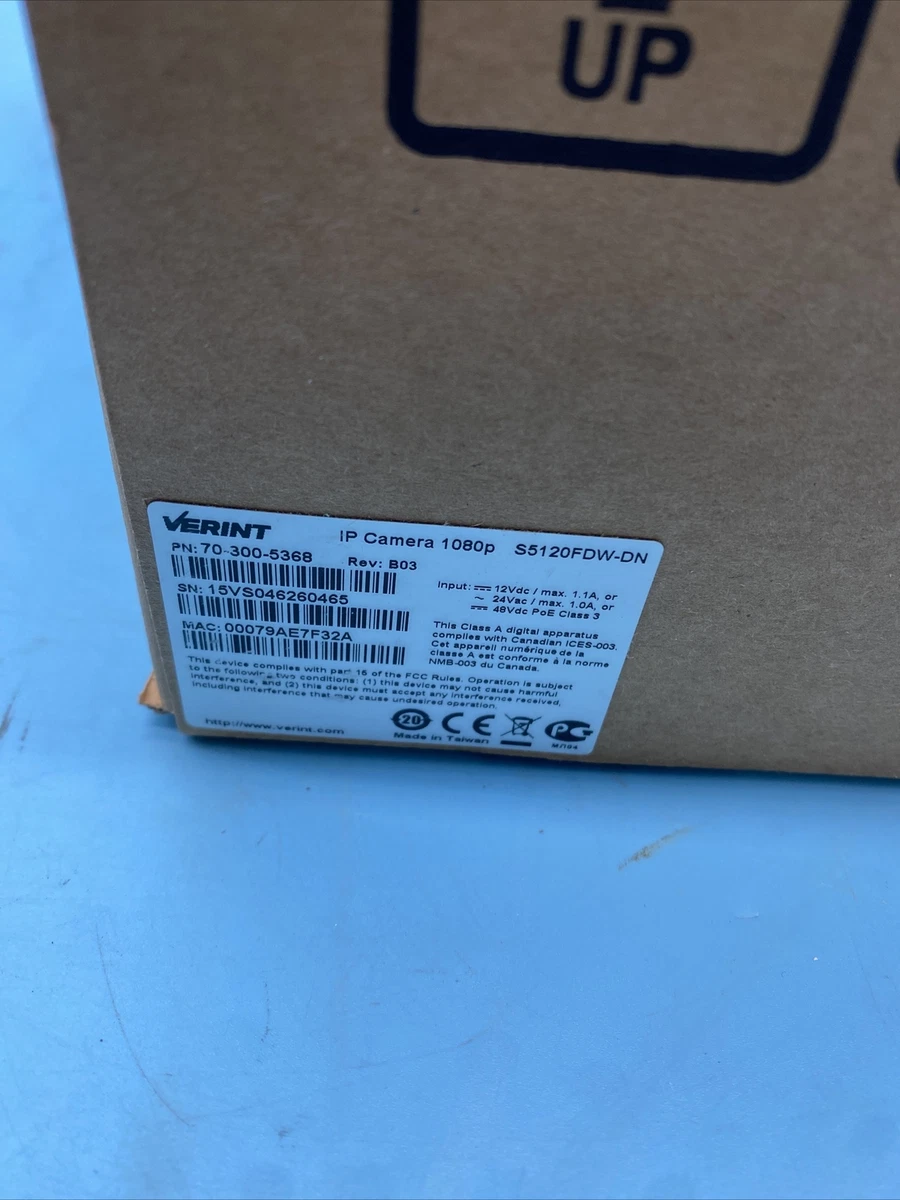 UP
VERINT
IP Camera 1080p S5120FDW-DN
PN: 70-300-5368 Rev: B03
SN: 15VS046260465
MAC: 00079AE7F32A
Input: ⎓ 12Vdc / max. 1.1A, or
~ 24Vac / max. 1.0A, or
⎓ 48Vdc PoE Class 3
This Class A digital apparatus
complies with Canadian ICES-003.
Cet appareil numérique de la
classe A est conforme à la norme
NMB-003 du Canada.
This device complies with part 15 of the FCC Rules. Operation is subject
to the following two conditions: (1) this device may not cause harmful
interference, and (2) this device must accept any interference received,
including interference that may cause undesired operation.
http://www.verint.com
20 CE PG
Made in Taiwan
МЛ04